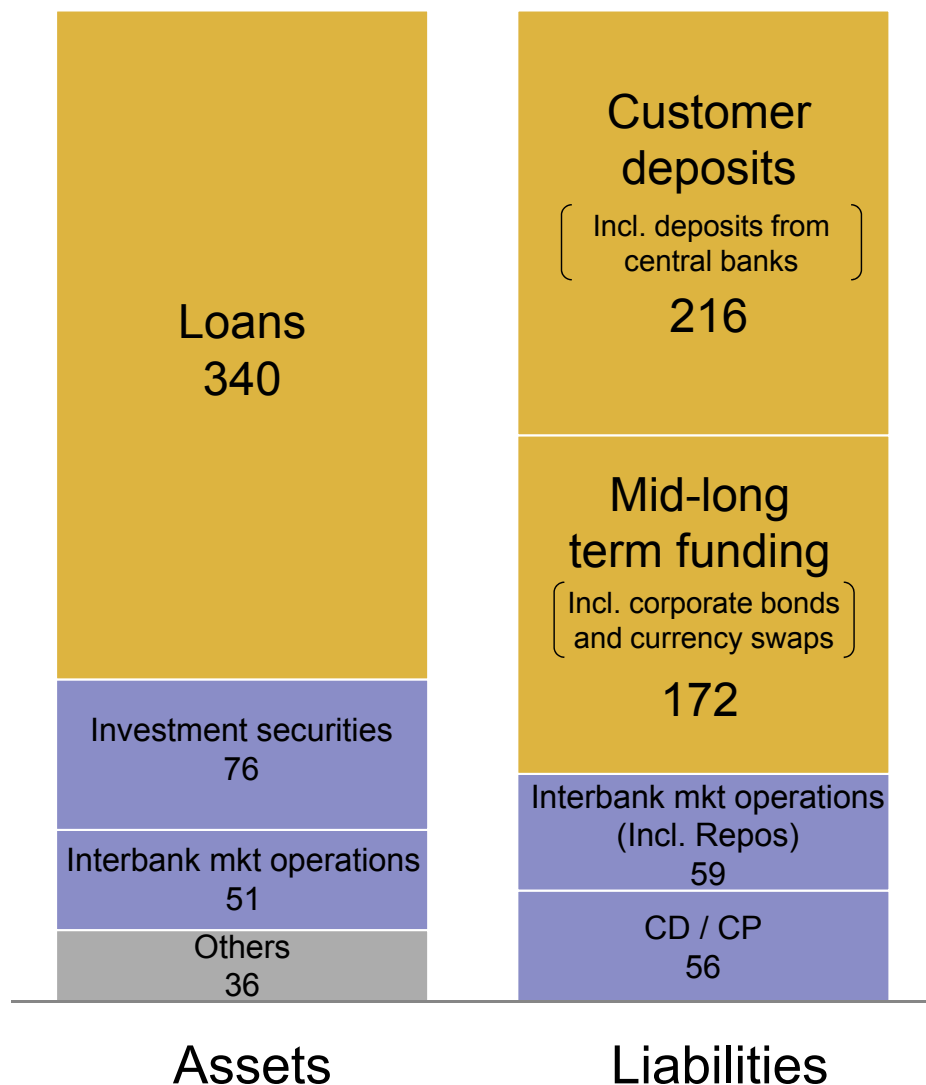 Loans
340
Investment securities
76
Interbank mkt operations
51
Others
36
Assets
Customer
deposits
Incl. deposits from
central banks
216
Mid-long
term funding
Incl. corporate bonds
and currency swaps
172
Interbank mkt operations
(Incl. Repos)
59
CD / CP
56
Liabilities